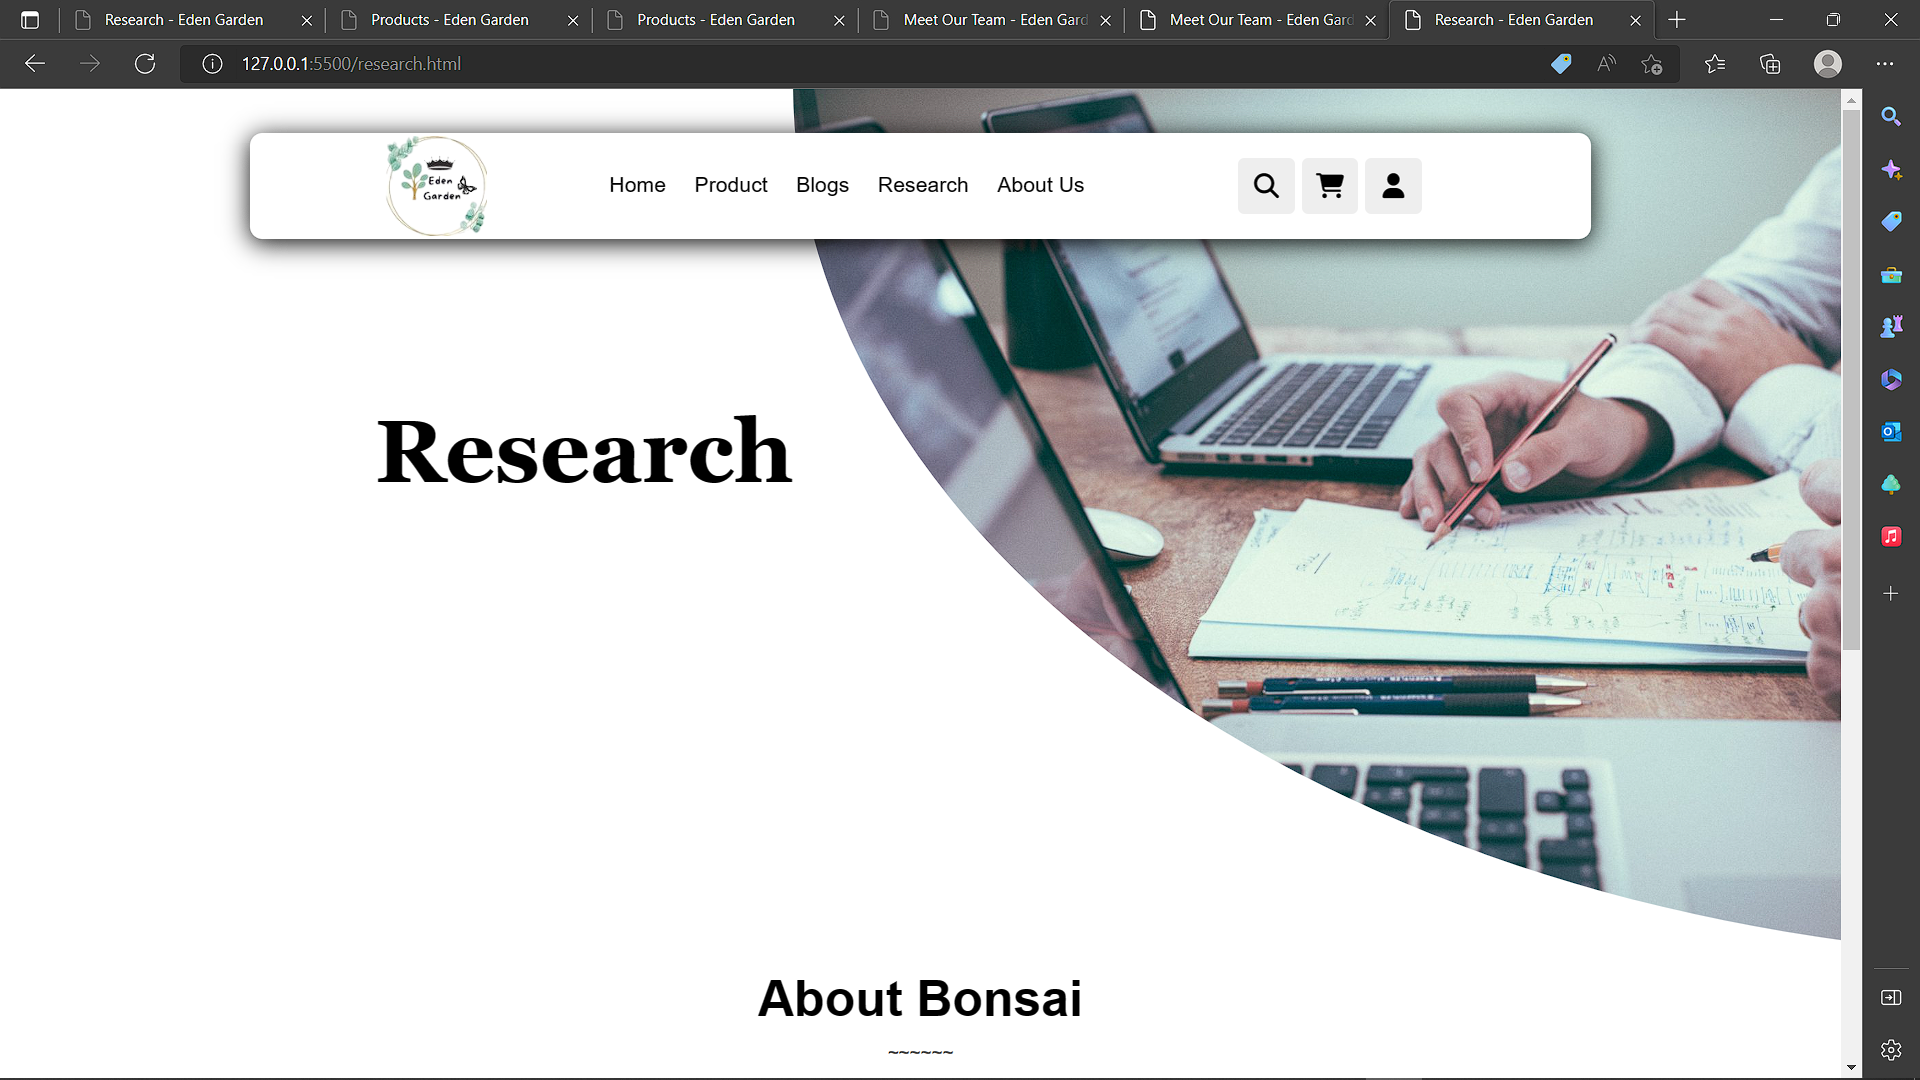 Research - Eden Garden
Products - Eden Garden
Products - Eden Garden
Meet Our Team - Eden Gard
Meet Our Team - Eden Gard
Research - Eden Garden
127.0.0.1:5500/research.html
Eden
Garden
Home
Product
Blogs
Research
About Us
Research
About Bonsai
~~~~~~